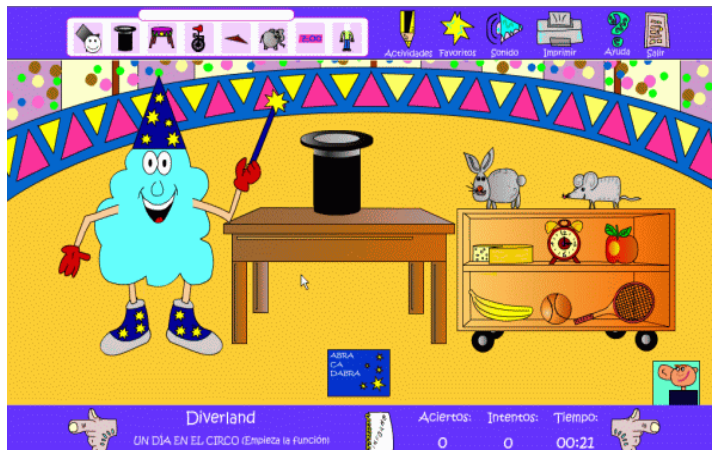 Actividades Favoritos Sonido Imprimir Ayuda Salir
ABRA
CA
DABRA
Diverland
UN DÍA EN EL CIRCO (Empieza la función)
Aciertos: Intentos: Tiempo:
0 0 00:21